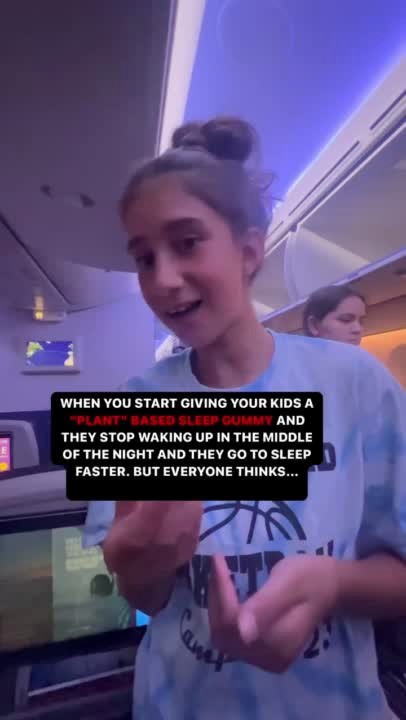 WHEN YOU START GIVING YOUR KIDS A
"PLANT" BASED SLEEP GUMMY AND
THEY STOP WAKING UP IN THE MIDDLE
OF THE NIGHT AND THEY GO TO SLEEP
FASTER. BUT EVERYONE THINKS...